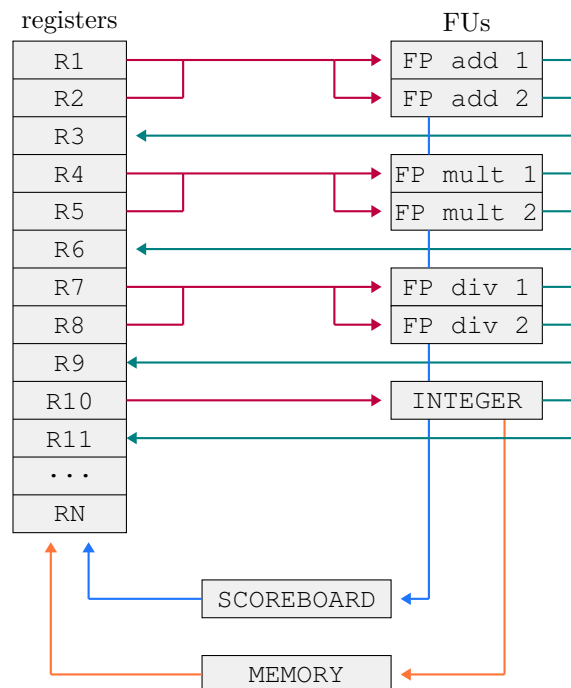 registers
FUs
R1
R2
R3
R4
R5
R6
R7
R8
R9
R10
R11
...
RN
FP add 1
FP add 2
FP mult 1
FP mult 2
FP div 1
FP div 2
INTEGER
SCOREBOARD
MEMORY